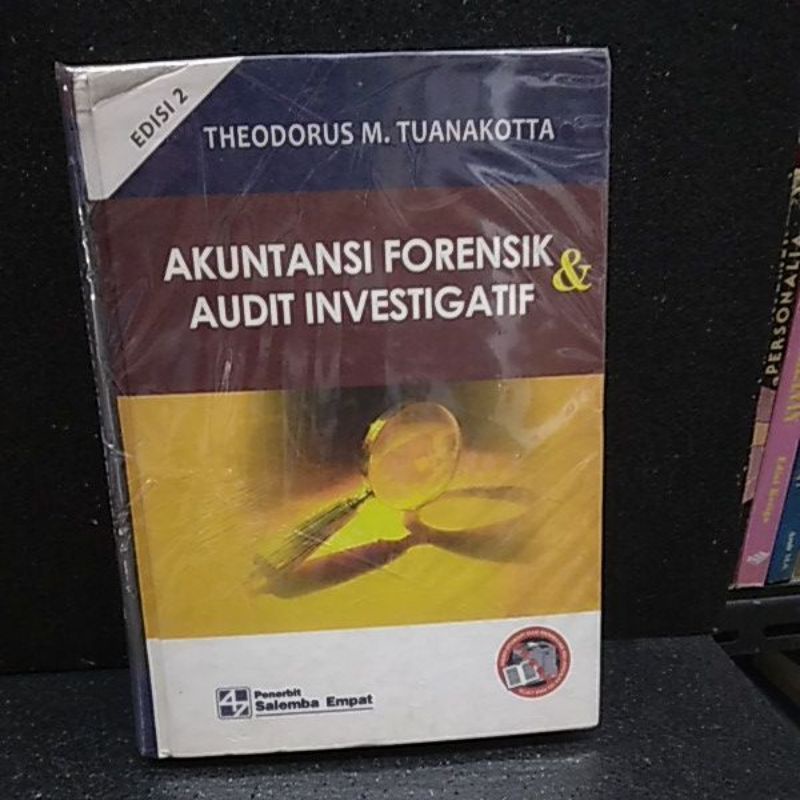 EDISI 2
THEODORUS M. TUANAKOTTA
AKUNTANSI FORENSIK &
AUDIT INVESTIGATIF
Penerbit
Salemba Empat
PERSONALIA